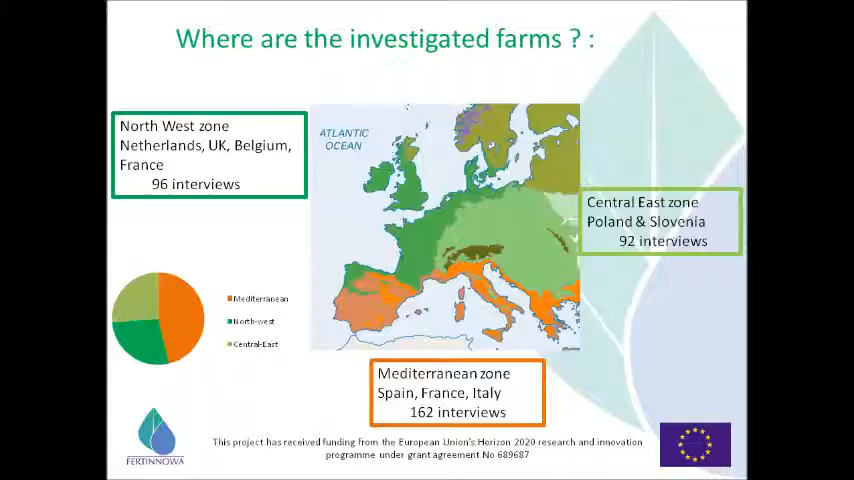 Where are the investigated farms ? :
North West zone
Netherlands, UK, Belgium,
France
96 interviews
ATLANTIC
OCEAN
Central East zone
Poland & Slovenia
92 interviews
Mediterranean
North-west
Central-East
Mediterranean zone
Spain, France, Italy
162 interviews
This project has received funding from the European Union's Horizon 2020 research and innovation
programme under grant agreement No 689687
FERTINNOWA